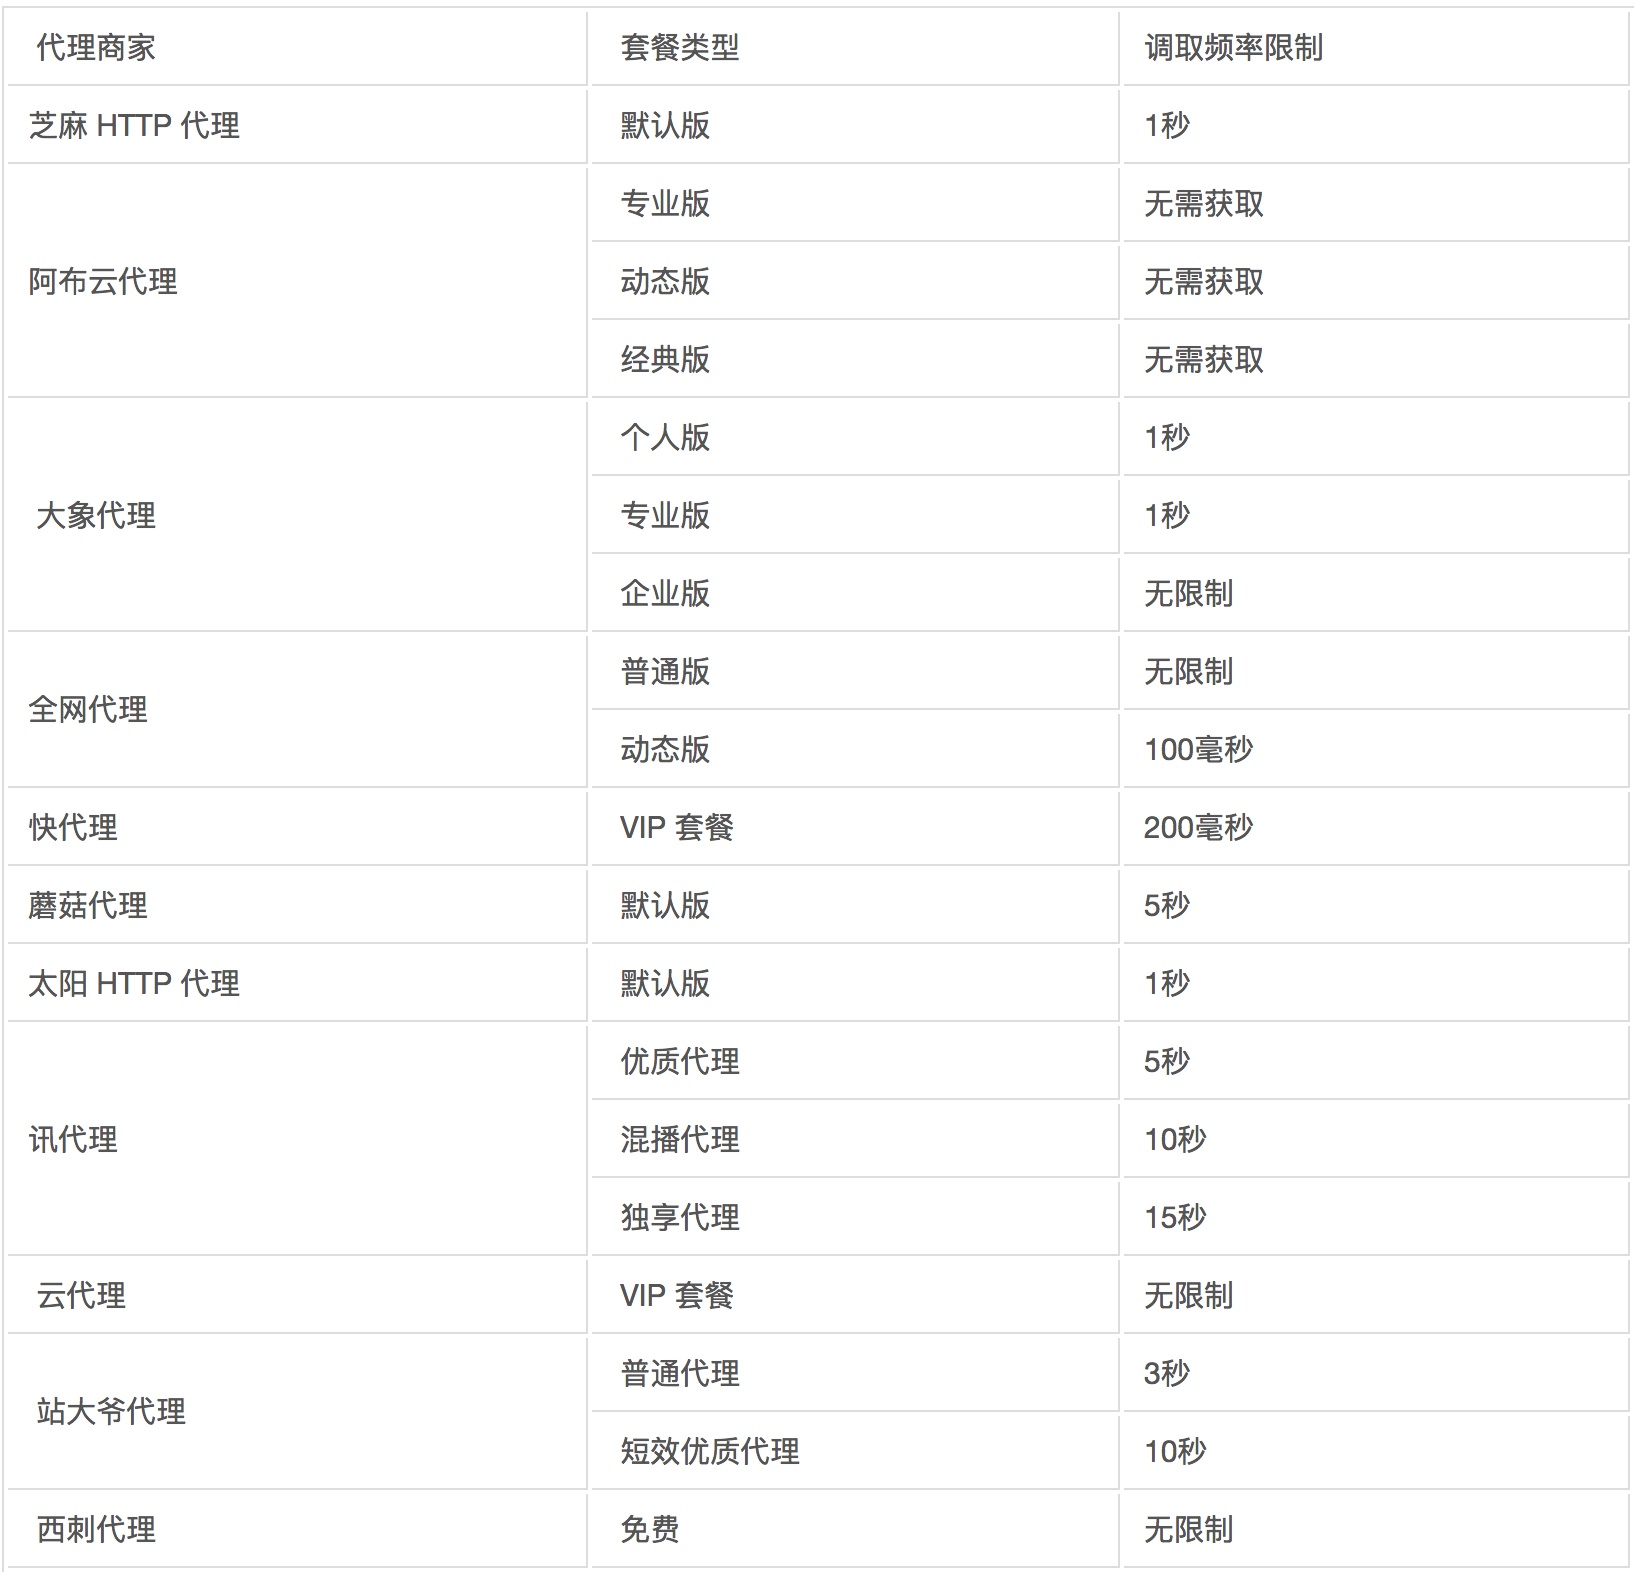 代理商家 套餐类型 调取频率限制
芝麻 HTTP 代理 默认版 1秒
阿布云代理 专业版 无需获取
动态版 无需获取
经典版 无需获取
大象代理 个人版 1秒
专业版 1秒
企业版 无限制
全网代理 普通版 无限制
动态版 100毫秒
快代理 VIP 套餐 200毫秒
蘑菇代理 默认版 5秒
太阳 HTTP 代理 默认版 1秒
讯代理 优质代理 5秒
混播代理 10秒
独享代理 15秒
云代理 VIP 套餐 无限制
站大爷代理 普通代理 3秒
短效优质代理 10秒
西刺代理 免费 无限制